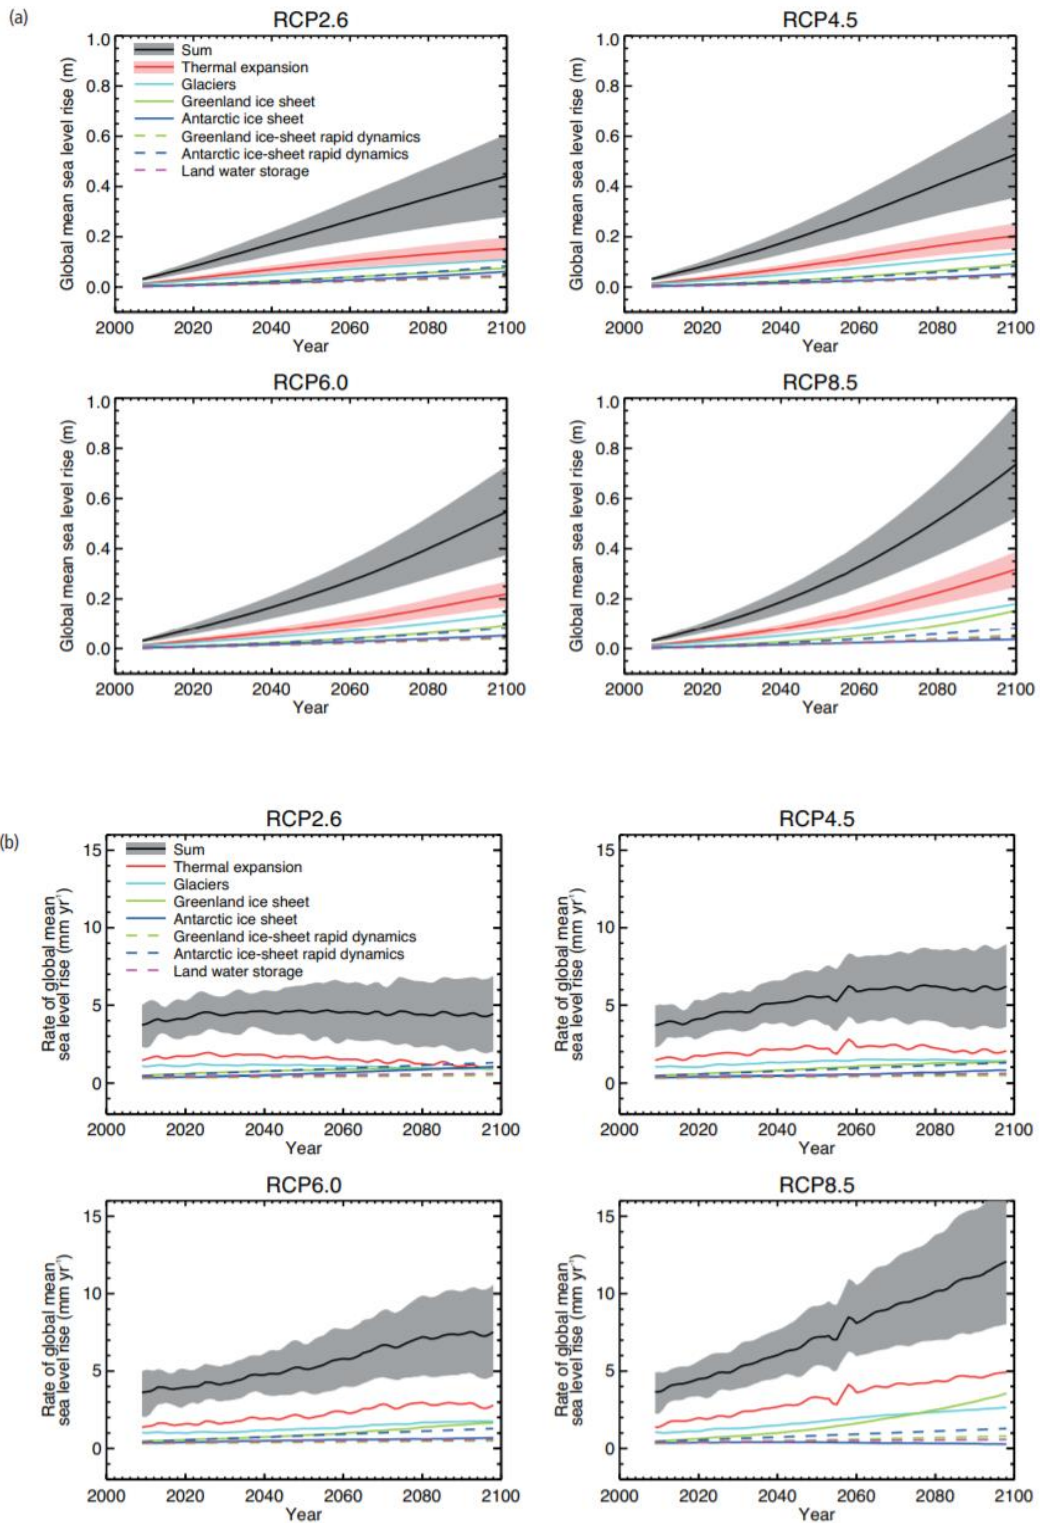 (a)
RCP2.6
Global mean sea level rise (m)
1.0
0.8
0.6
0.4
0.2
0.0
Sum
Thermal expansion
Glaciers
Greenland ice sheet
Antarctic ice sheet
Greenland ice-sheet rapid dynamics
Antarctic ice-sheet rapid dynamics
Land water storage
2000 2020 2040 2060 2080 2100
Year
RCP4.5
Global mean sea level rise (m)
1.0
0.8
0.6
0.4
0.2
0.0
2000 2020 2040 2060 2080 2100
Year
RCP6.0
Global mean sea level rise (m)
1.0
0.8
0.6
0.4
0.2
0.0
2000 2020 2040 2060 2080 2100
Year
RCP8.5
Global mean sea level rise (m)
1.0
0.8
0.6
0.4
0.2
0.0
2000 2020 2040 2060 2080 2100
Year
(b)
RCP2.6
Rate of global mean
sea level rise (mm yr⁻¹)
15
10
5
0
Sum
Thermal expansion
Glaciers
Greenland ice sheet
Antarctic ice sheet
Greenland ice-sheet rapid dynamics
Antarctic ice-sheet rapid dynamics
Land water storage
2000 2020 2040 2060 2080 2100
Year
RCP4.5
Rate of global mean
sea level rise (mm yr⁻¹)
15
10
5
0
2000 2020 2040 2060 2080 2100
Year
RCP6.0
Rate of global mean
sea level rise (mm yr⁻¹)
15
10
5
0
2000 2020 2040 2060 2080 2100
Year
RCP8.5
Rate of global mean
sea level rise (mm yr⁻¹)
15
10
5
0
2000 2020 2040 2060 2080 2100
Year